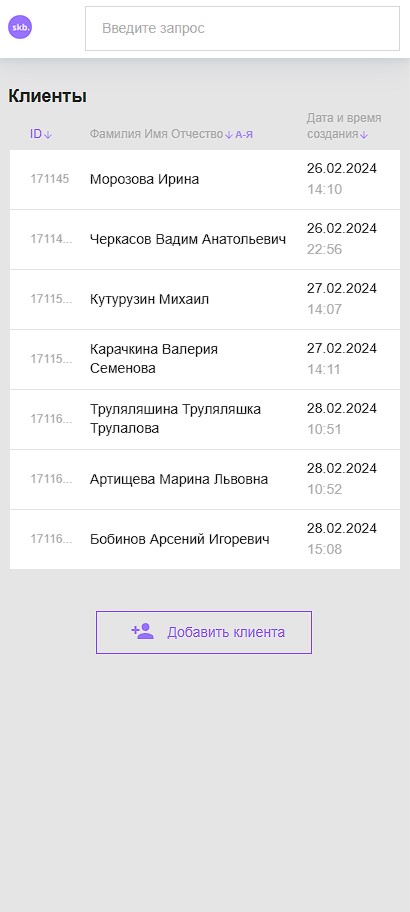 skb.
Введите запрос
Клиенты
ID↓
Фамилия Имя Отчество↓ А-Я
Дата и время
создания↓
171145
Морозова Ирина
26.02.2024
14:10
17114...
Черкасов Вадим Анатольевич
26.02.2024
22:56
17115...
Кутурузин Михаил
27.02.2024
14:07
17115...
Карачкина Валерия
Семенова
27.02.2024
14:11
17116...
Труляляшина Труляляшка
Трулалова
28.02.2024
10:51
17116...
Артищева Марина Львовна
28.02.2024
10:52
17116...
Бобинов Арсений Игоревич
28.02.2024
15:08
Добавить клиента